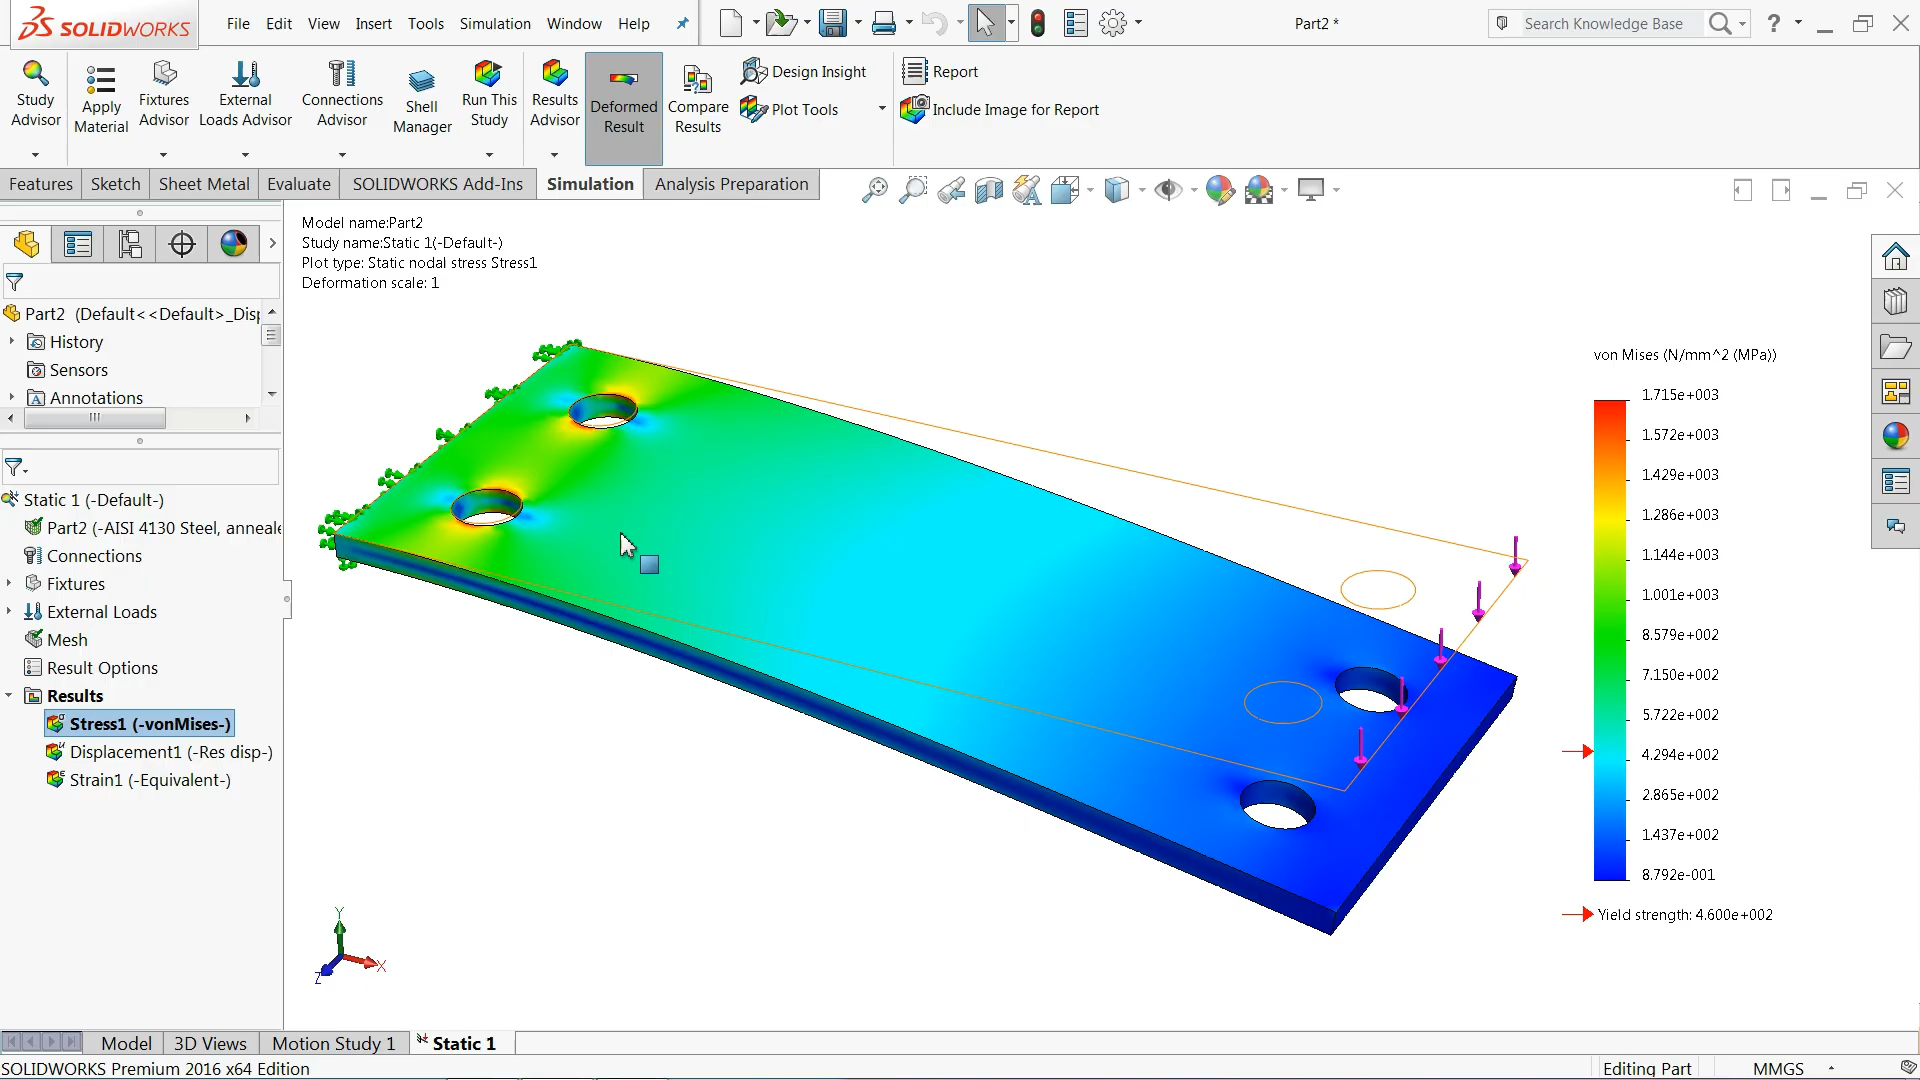 SOLIDWORKS
File Edit View Insert Tools Simulation Window Help
Part2 *
Search Knowledge Base
?
Study Advisor
Apply Material
Fixtures Advisor
External Loads Advisor
Connections Advisor
Shell Manager
Run This Study
Results Advisor
Deformed Result
Compare Results
Design Insight
Plot Tools
Report
Include Image for Report
Features Sketch Sheet Metal Evaluate SOLIDWORKS Add-Ins Simulation Analysis Preparation
Model name:Part2
Study name:Static 1(-Default-)
Plot type: Static nodal stress Stress1
Deformation scale: 1
Part2 (Default<<Default>_Disp
History
Sensors
Annotations
Static 1 (-Default-)
Part2 (-AISI 4130 Steel, anneale
Connections
Fixtures
External Loads
Mesh
Result Options
Results
Stress1 (-vonMises-)
Displacement1 (-Res disp-)
Strain1 (-Equivalent-)
von Mises (N/mm^2 (MPa))
1.715e+003
1.572e+003
1.429e+003
1.286e+003
1.144e+003
1.001e+003
8.579e+002
7.150e+002
5.722e+002
4.294e+002
2.865e+002
1.437e+002
8.792e-001
Yield strength: 4.600e+002
Y
X
Z
Model 3D Views Motion Study 1 Static 1
SOLIDWORKS Premium 2016 x64 Edition
Editing Part MMGS